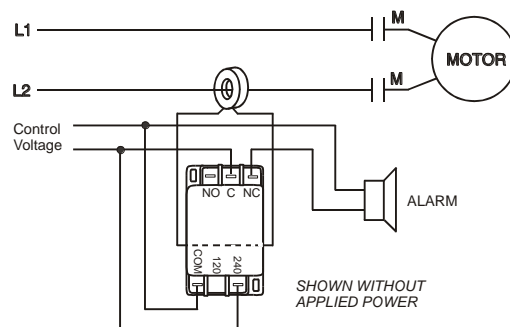 L1
M
MOTOR
L2
M
Control
Voltage
NO C NC
ALARM
COM 120 240
SHOWN WITHOUT
APPLIED POWER